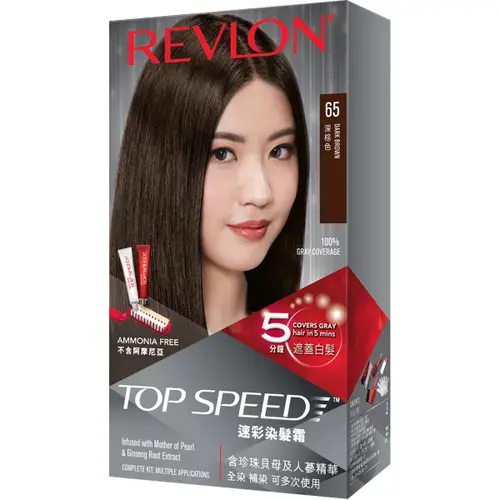 REVLON
65
DARK BROWN
深棕色
100%
GRAY COVERAGE
AMMONIA FREE
不含阿摩尼亞
5
分鐘
COVERS GRAY
hair in 5 mins
遮蓋白髮
TOP SPEED™
速彩染髮霜
Infused with Mother of Pearl
& Ginseng Root Extract
COMPLETE KIT, MULTIPLE APPLICATIONS
含珍珠貝母及人蔘精華
全染 補染 可多次使用